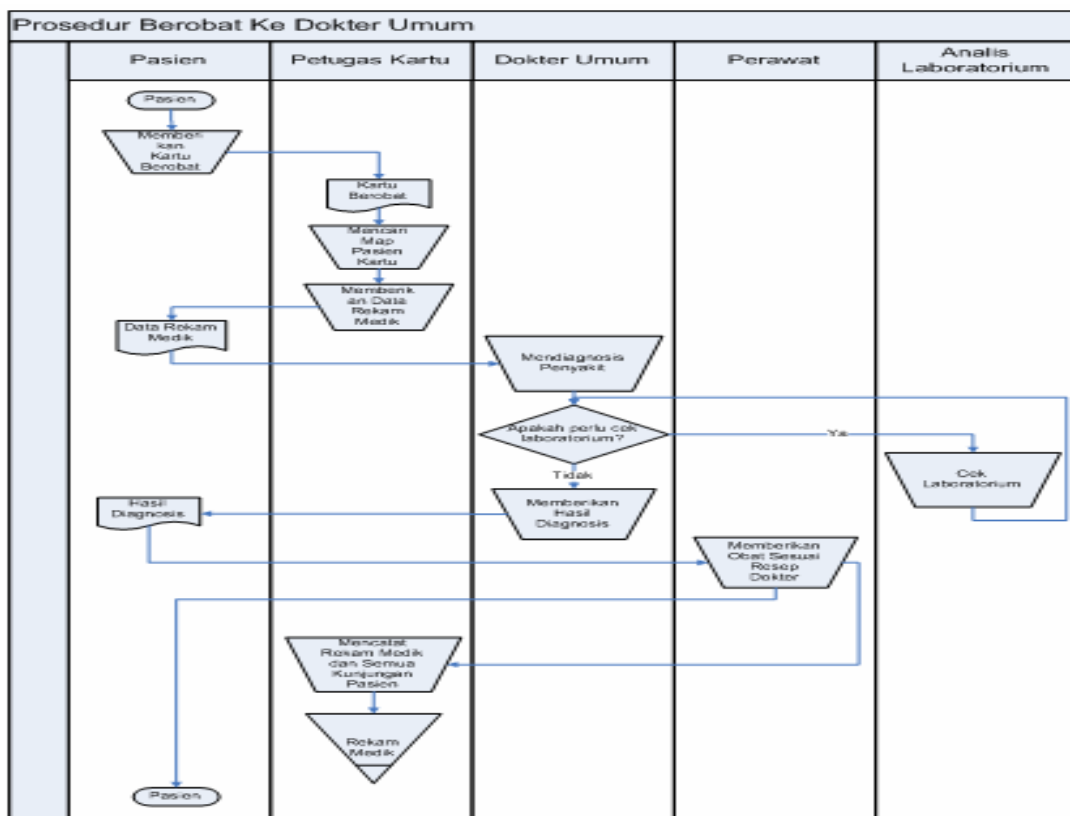 Prosedur Berobat Ke Dokter Umum
Pasien
Petugas Kartu
Dokter Umum
Perawat
Analis
Laboratorium
Pasien
Memberi
kan
Kartu
Berobat
Kartu
Berobat
Mencari
Map
Pasien
Kartu
Memberik
an Data
Rekam
Medik
Data Rekam
Medik
Mendiagnosis
Penyakit
Apakah perlu cek
laboratorium?
Ya
Cek
Laboratorium
Tidak
Memberikan
Hasil
Diagnosis
Hasil
Diagnosis
Memberikan
Obat Sesuai
Resep
Dokter
Mencatat
Rekam Medik
dan Semua
Kunjungan
Pasien
Rekam
Medik
Pasien